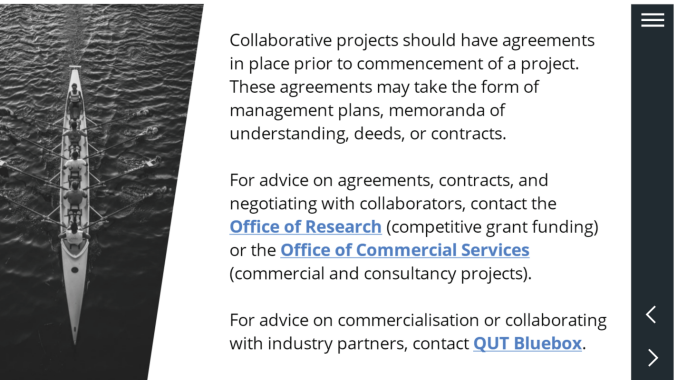 Collaborative projects should have agreements
in place prior to commencement of a project.
These agreements may take the form of
management plans, memoranda of
understanding, deeds, or contracts.
For advice on agreements, contracts, and
negotiating with collaborators, contact the
Office of Research (competitive grant funding)
or the Office of Commercial Services
(commercial and consultancy projects).
For advice on commercialisation or collaborating
with industry partners, contact QUT Bluebox.